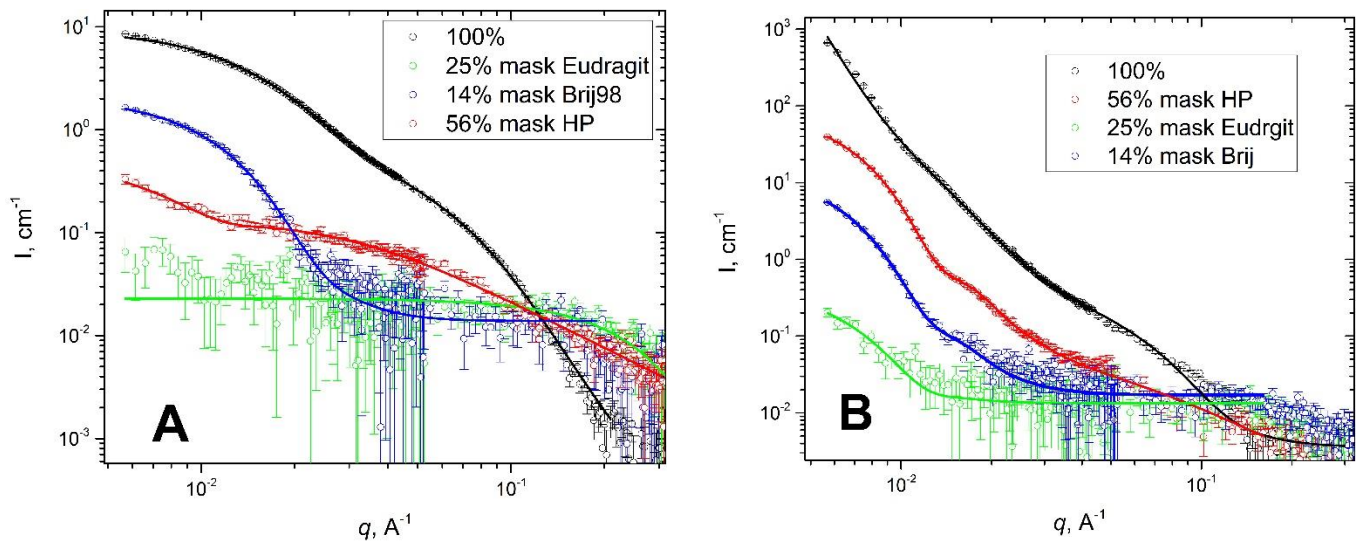 10¹
10⁰
10⁻¹
10⁻²
10⁻³
I, cm⁻¹
100%
25% mask Eudragit
14% mask Brij98
56% mask HP
A
10⁻²
10⁻¹
q, A⁻¹
10³
10²
10¹
10⁰
10⁻¹
10⁻²
I, cm⁻¹
100%
56% mask HP
25% mask Eudrgit
14% mask Brij
B
10⁻²
10⁻¹
q, A⁻¹